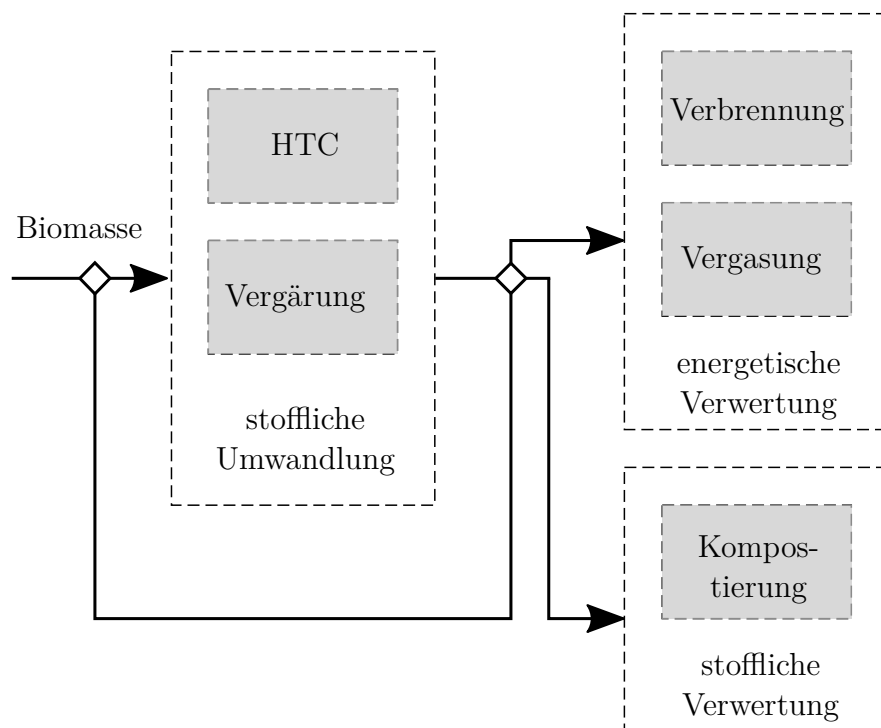 Biomasse
HTC
Vergärung
stoffliche
Umwandlung
Verbrennung
Vergasung
energetische
Verwertung
Kompos-
tierung
stoffliche
Verwertung